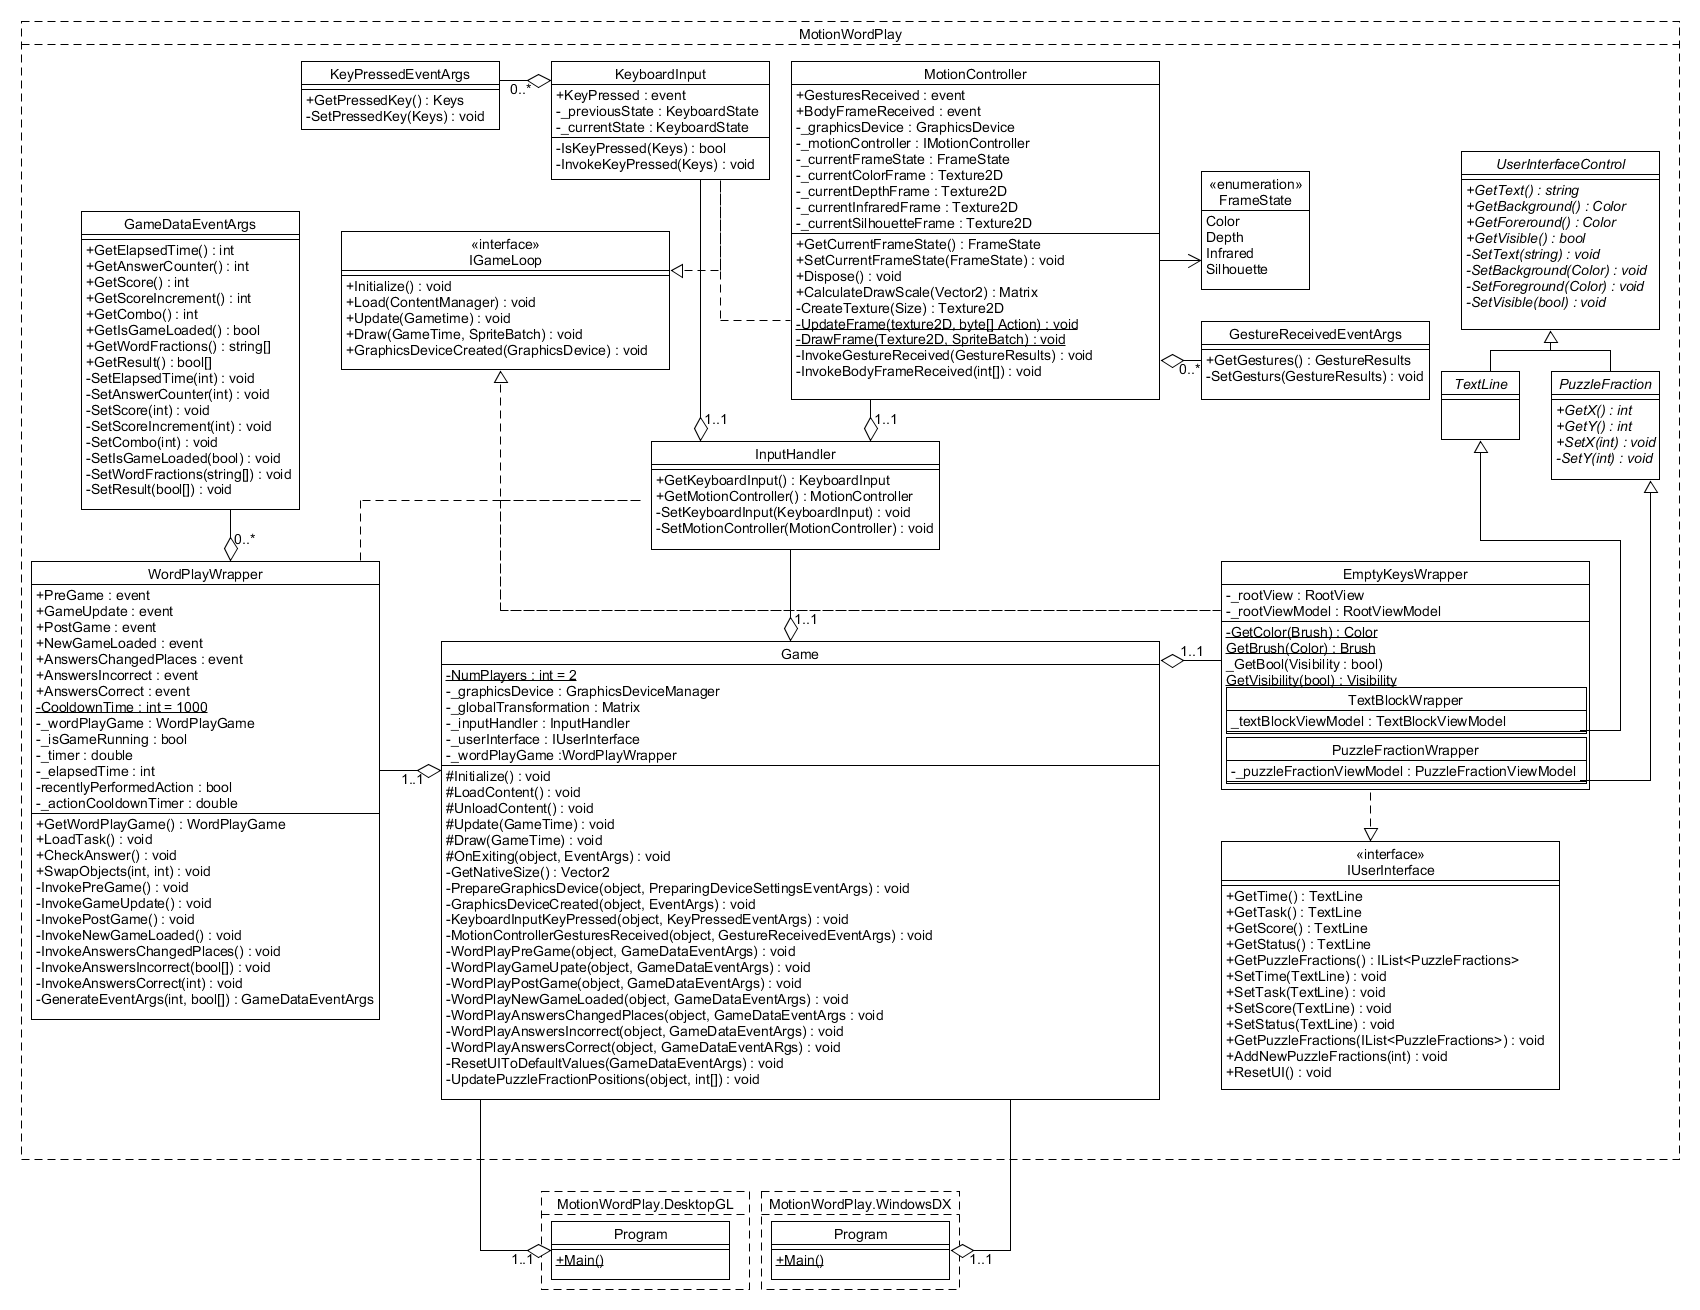 MotionWordPlay
KeyPressedEventArgs
+GetPressedKey() : Keys
-SetPressedKey(Keys) : void
0..*
KeyboardInput
+KeyPressed : event
-_previousState : KeyboardState
-_currentState : KeyboardState
-IsKeyPressed(Keys) : bool
-InvokeKeyPressed(Keys) : void
MotionController
+GesturesReceived : event
+BodyFrameReceived : event
-_graphicsDevice : GraphicsDevice
-_motionController : IMotionController
-_currentFrameState : FrameState
-_currentColorFrame : Texture2D
-_currentDepthFrame : Texture2D
-_currentInfraredFrame : Texture2D
-_currentSilhouetteFrame : Texture2D
+GetCurrentFrameState() : FrameState
+SetCurrentFrameState(FrameState) : void
+Dispose() : void
+CalculateDrawScale(Vector2) : Matrix
-CreateTexture(Size) : Texture2D
-UpdateFrame(texture2D, byte[] Action) : void
-DrawFrame(Texture2D, SpriteBatch) : void
-InvokeGestureReceived(GestureResults) : void
-InvokeBodyFrameReceived(int[]) : void
«enumeration»
FrameState
Color
Depth
Infrared
Silhouette
UserInterfaceControl
+GetText() : string
+GetBackground() : Color
+GetForeround() : Color
+GetVisible() : bool
-SetText(string) : void
-SetBackground(Color) : void
-SetForeground(Color) : void
-SetVisible(bool) : void
GameDataEventArgs
+GetElapsedTime() : int
+GetAnswerCounter() : int
+GetScore() : int
+GetScoreIncrement() : int
+GetCombo() : int
+GetIsGameLoaded() : bool
+GetWordFractions() : string[]
+GetResult() : bool[]
-SetElapsedTime(int) : void
-SetAnswerCounter(int) : void
-SetScore(int) : void
-SetScoreIncrement(int) : void
-SetCombo(int) : void
-SetIsGameLoaded(bool) : void
-SetWordFractions(string[]) : void
-SetResult(bool[]) : void
0..*
«interface»
IGameLoop
+Initialize() : void
+Load(ContentManager) : void
+Update(Gametime) : void
+Draw(GameTime, SpriteBatch) : void
+GraphicsDeviceCreated(GraphicsDevice) : void
GestureReceivedEventArgs
+GetGestures() : GestureResults
-SetGesturs(GestureResults) : void
0..*
TextLine
PuzzleFraction
+GetX() : int
+GetY() : int
+SetX(int) : void
-SetY(int) : void
1..1
1..1
InputHandler
+GetKeyboardInput() : KeyboardInput
+GetMotionController() : MotionController
-SetKeyboardInput(KeyboardInput) : void
-SetMotionController(MotionController) : void
1..1
WordPlayWrapper
+PreGame : event
+GameUpdate : event
+PostGame : event
+NewGameLoaded : event
+AnswersChangedPlaces : event
+AnswersIncorrect : event
+AnswersCorrect : event
-CooldownTime : int = 1000
-_wordPlayGame : WordPlayGame
-_isGameRunning : bool
-_timer : double
-_elapsedTime : int
-recentlyPerformedAction : bool
-_actionCooldownTimer : double
+GetWordPlayGame() : WordPlayGame
+LoadTask() : void
+CheckAnswer() : void
+SwapObjects(int, int) : void
-InvokePreGame() : void
-InvokeGameUpdate() : void
-InvokePostGame() : void
-InvokeNewGameLoaded() : void
-InvokeAnswersChangedPlaces() : void
-InvokeAnswersIncorrect(bool[]) : void
-InvokeAnswersCorrect(int) : void
-GenerateEventArgs(int, bool[]) : GameDataEventArgs
1..1
Game
-NumPlayers : int = 2
-_graphicsDevice : GraphicsDeviceManager
-_globalTransformation : Matrix
-_inputHandler : InputHandler
-_userInterface : IUserInterface
-_wordPlayGame :WordPlayWrapper
#Initialize() : void
#LoadContent() : void
#UnloadContent() : void
#Update(GameTime) : void
#Draw(GameTime) : void
#OnExiting(object, EventArgs) : void
-GetNativeSize() : Vector2
-PrepareGraphicsDevice(object, PreparingDeviceSettingsEventArgs) : void
-GraphicsDeviceCreated(object, EventArgs) : void
-KeyboardInputKeyPressed(object, KeyPressedEventArgs) : void
-MotionControllerGesturesReceived(object, GestureReceivedEventArgs) : void
-WordPlayPreGame(object, GameDataEventArgs) : void
-WordPlayGameUpate(object, GameDataEventArgs) : void
-WordPlayPostGame(object, GameDataEventArgs) : void
-WordPlayNewGameLoaded(object, GameDataEventArgs) : void
-WordPlayAnswersChangedPlaces(object, GameDataEventArgs : void
-WordPlayAnswersIncorrect(object, GameDataEventArgs) : void
-WordPlayAnswersCorrect(object, GameDataEventARgs) : void
-ResetUIToDefaultValues(GameDataEventArgs) : void
-UpdatePuzzleFractionPositions(object, int[]) : void
1..1
EmptyKeysWrapper
-_rootView : RootView
-_rootViewModel : RootViewModel
-GetColor(Brush) : Color
GetBrush(Color) : Brush
_GetBool(Visibility : bool)
GetVisibility(bool) : Visibility
TextBlockWrapper
_textBlockViewModel : TextBlockViewModel
PuzzleFractionWrapper
-_puzzleFractionViewModel : PuzzleFractionViewModel
«interface»
IUserInterface
+GetTime() : TextLine
+GetTask() : TextLine
+GetScore() : TextLine
+GetStatus() : TextLine
+GetPuzzleFractions() : IList<PuzzleFractions>
+SetTime(TextLine) : void
+SetTask(TextLine) : void
+SetScore(TextLine) : void
+SetStatus(TextLine) : void
+GetPuzzleFractions(IList<PuzzleFractions>) : void
+AddNewPuzzleFractions(int) : void
+ResetUI() : void
MotionWordPlay.DesktopGL
Program
+Main()
1..1
MotionWordPlay.WindowsDX
Program
+Main()
1..1